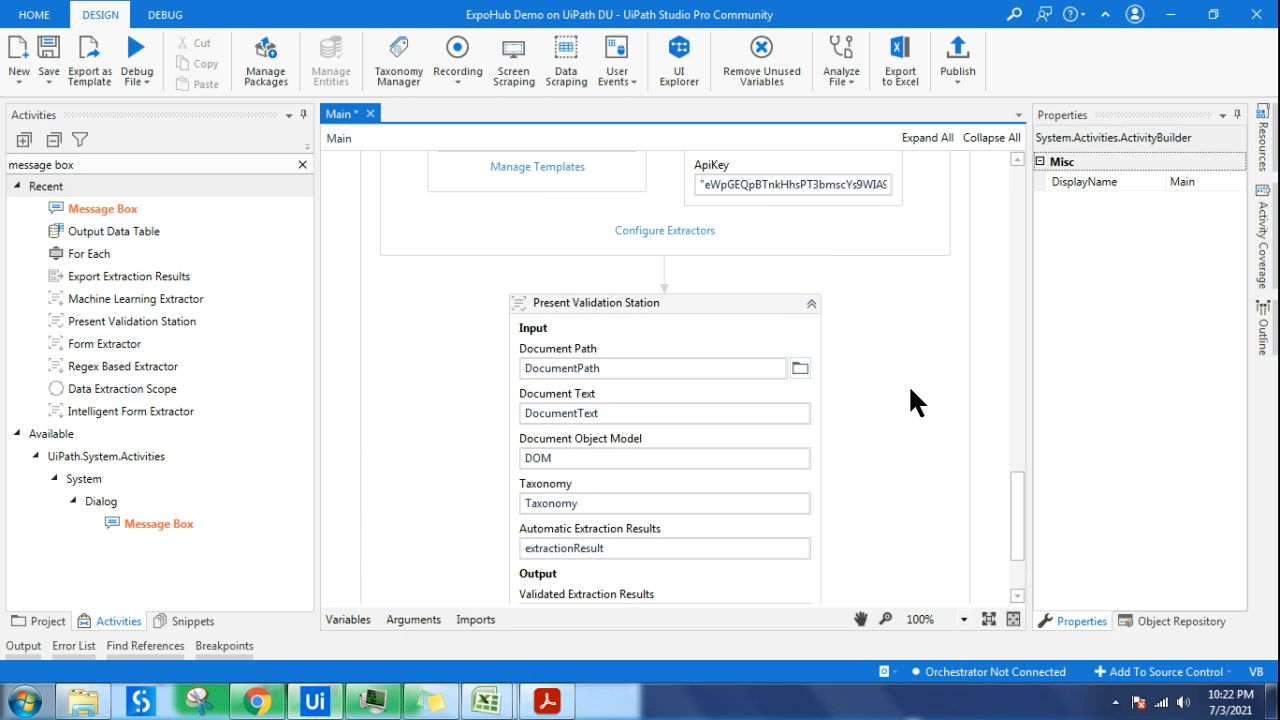 HOME DESIGN DEBUG ExpoHub Demo on UiPath DU - UiPath Studio Pro Community
New Save Export as Template Debug File Cut Copy Paste Manage Packages Manage Entities Taxonomy Manager Recording Screen Scraping Data Scraping User Events UI Explorer Remove Unused Variables Analyze File Export to Excel Publish
Activities
message box
Recent
Message Box
Output Data Table
For Each
Export Extraction Results
Machine Learning Extractor
Present Validation Station
Form Extractor
Regex Based Extractor
Data Extraction Scope
Intelligent Form Extractor
Available
UiPath.System.Activities
System
Dialog
Message Box
Project Activities Snippets
Main *
Main Expand All Collapse All
Manage Templates
ApiKey
Configure Extractors
Present Validation Station
Input
Document Path
DocumentPath
Document Text
DocumentText
Document Object Model
DOM
Taxonomy
Taxonomy
Automatic Extraction Results
extractionResult
Output
Validated Extraction Results
Variables Arguments Imports 100%
Properties
System.Activities.ActivityBuilder
Misc
DisplayName Main
Properties Object Repository
Resources
Activity Coverage
Outline
Output Error List Find References Breakpoints
Orchestrator Not Connected Add To Source Control VB
Ui
10:22 PM
7/3/2021